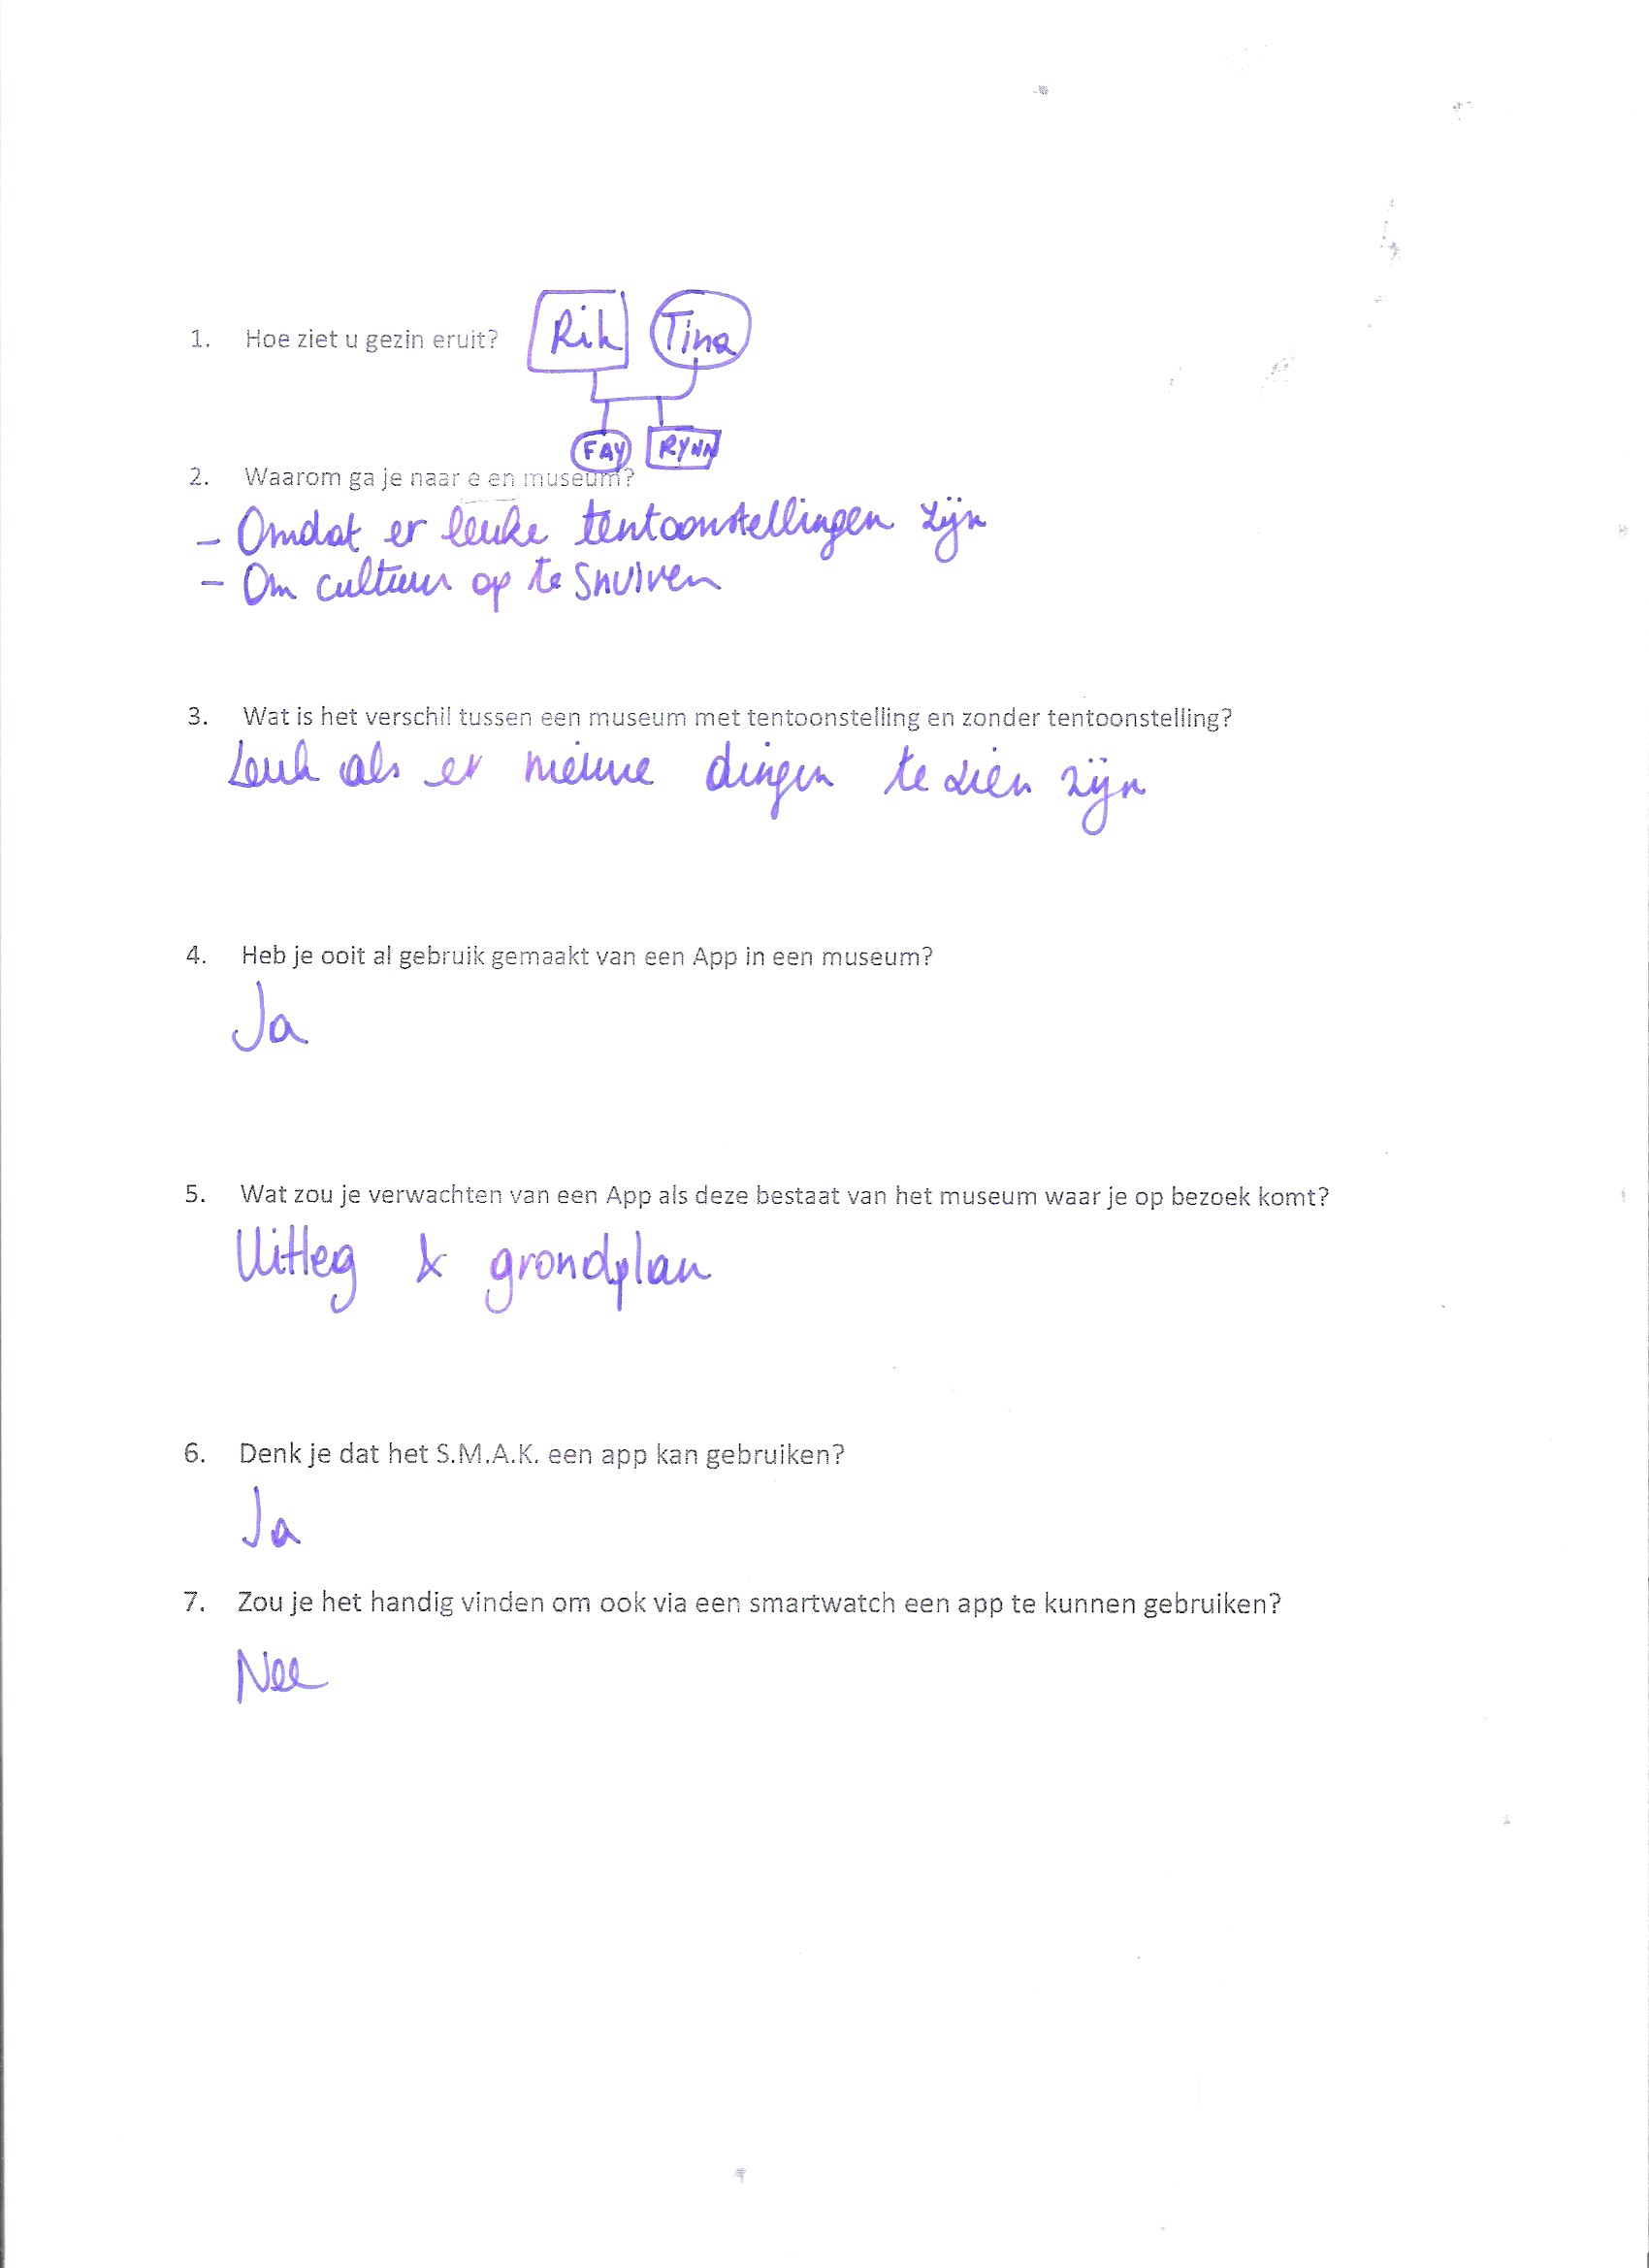 1. Hoe ziet u gezin eruit? Rik Tina
FAY RYNN
2. Waarom ga je naar e en museum?
- Omdat er leuke tentoonstellingen zijn
- Om cultuur op te snuiven
3. Wat is het verschil tussen een museum met tentoonstelling en zonder tentoonstelling?
Leuk als er nieuwe dingen te zien zijn
4. Heb je ooit al gebruik gemaakt van een App in een museum?
Ja
5. Wat zou je verwachten van een App als deze bestaat van het museum waar je op bezoek komt?
Uitleg & grondplan
6. Denk je dat het S.M.A.K. een app kan gebruiken?
Ja
7. Zou je het handig vinden om ook via een smartwatch een app te kunnen gebruiken?
Nee